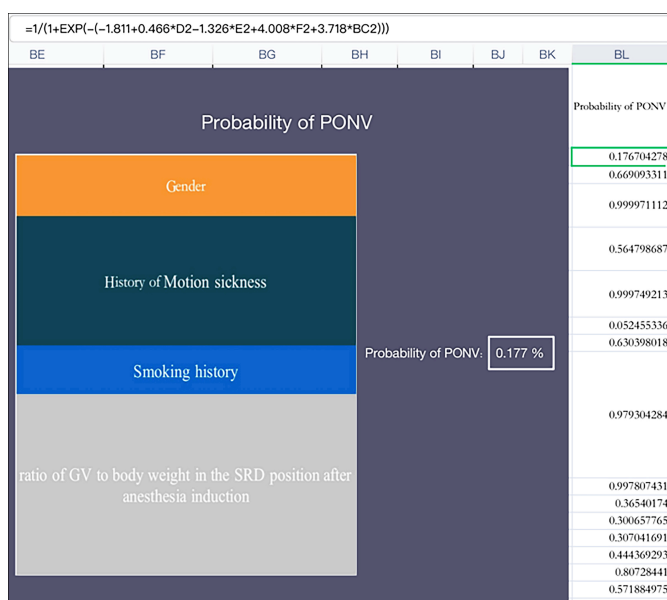 =1/(1+EXP(-(-1.811+0.466*D2-1.326*E2+4.008*F2+3.718*BC2)))
BE BF BG BH BI BJ BK BL
Probability of PONV
Probability of PONV
Gender
History of Motion sickness
Smoking history
ratio of GV to body weight in the SRD position after
anesthesia induction
Probability of PONV: 0.177 %
0.176704278
0.669093311
0.999971112
0.564798687
0.999749213
0.052455336
0.630398018
0.979304284
0.997807431
0.36540174
0.300657765
0.307041691
0.444369293
0.80728441
0.571884975